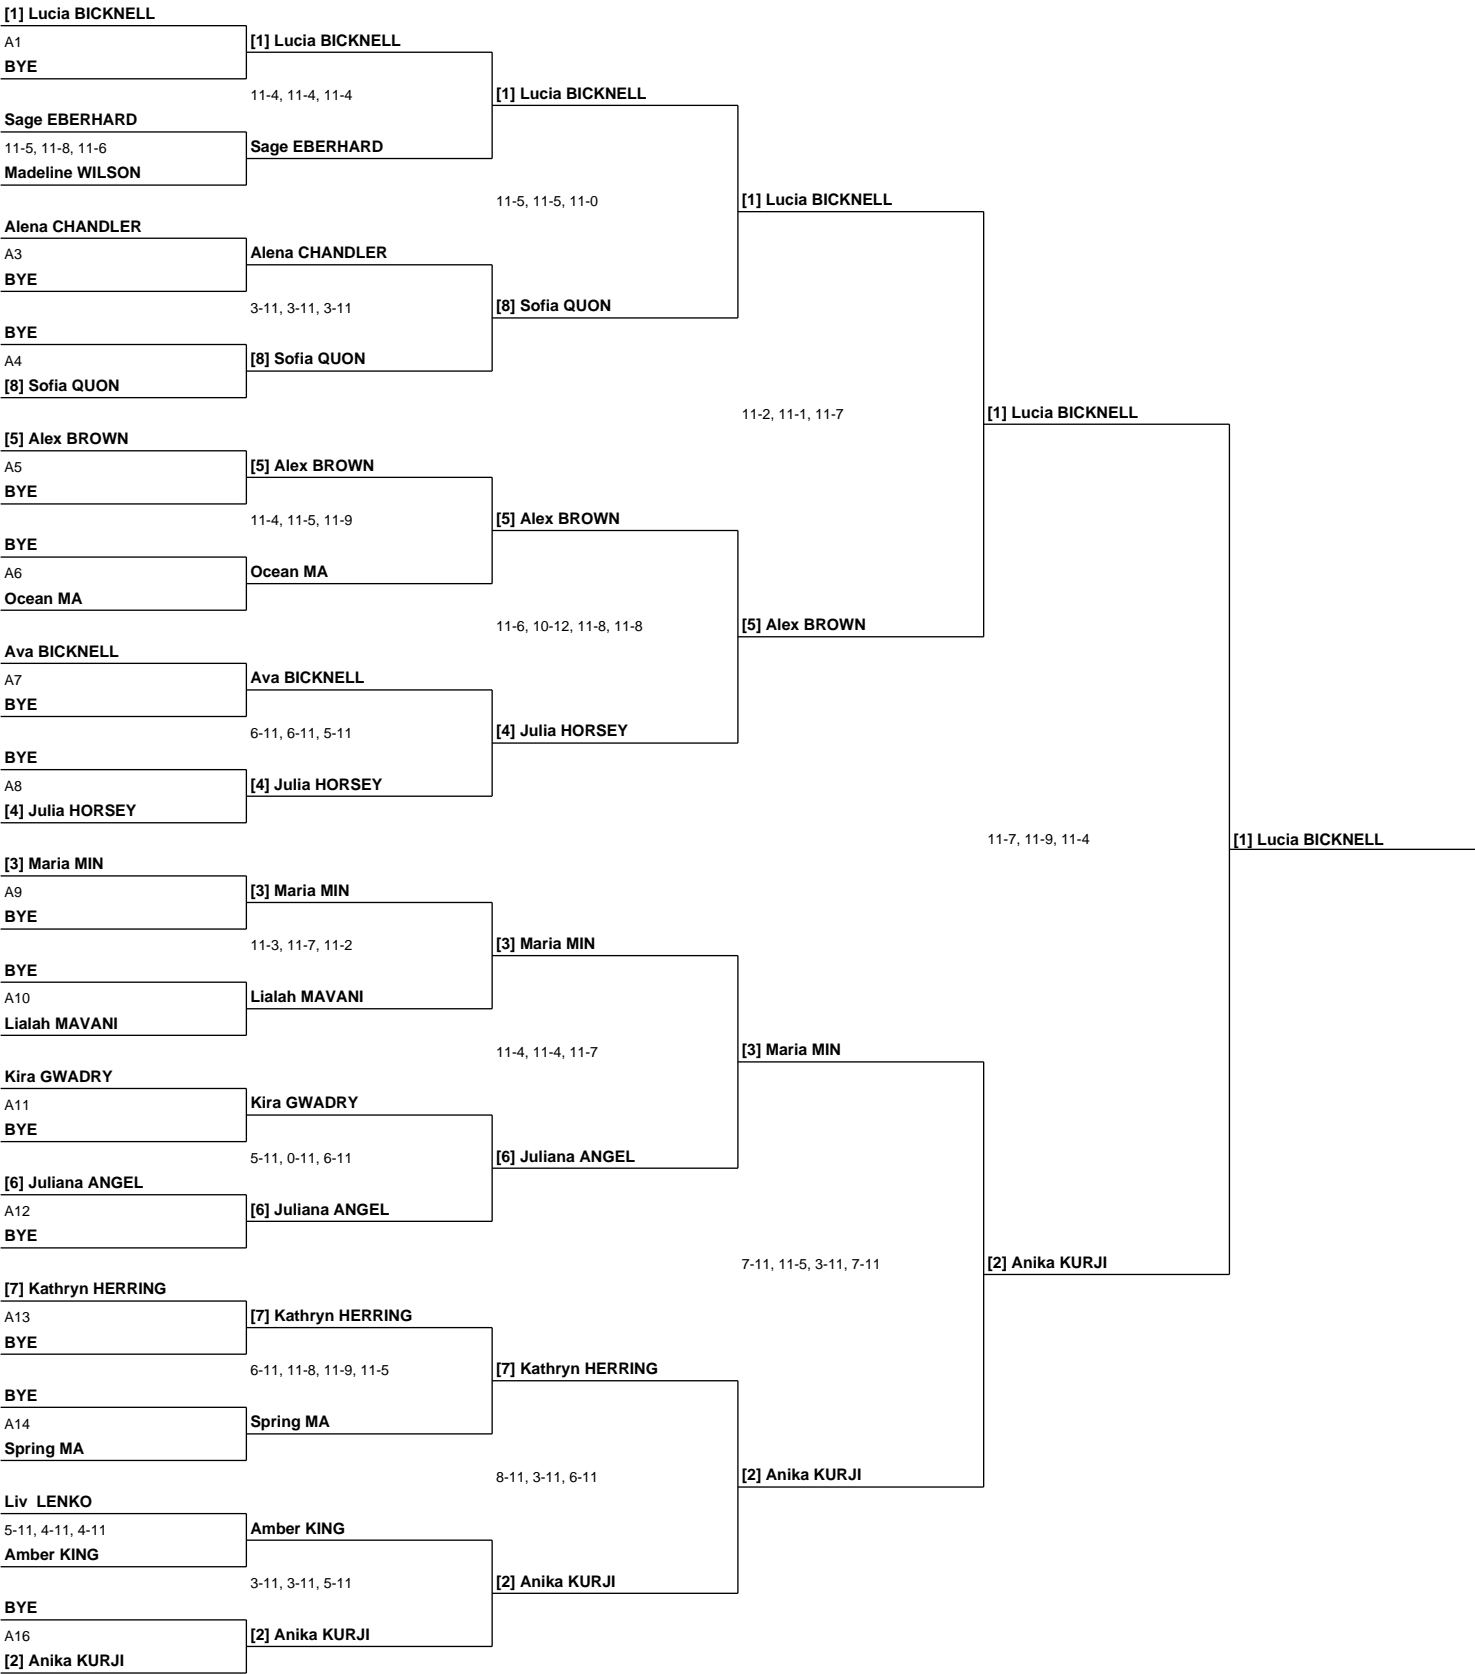 [1] Lucia BICKNELL
A1
[1] Lucia BICKNELL
BYE
11-4, 11-4, 11-4
[1] Lucia BICKNELL
Sage EBERHARD
11-5, 11-8, 11-6
Sage EBERHARD
Madeline WILSON
11-5, 11-5, 11-0
[1] Lucia BICKNELL
Alena CHANDLER
A3
Alena CHANDLER
BYE
3-11, 3-11, 3-11
[8] Sofia QUON
BYE
A4
[8] Sofia QUON
[8] Sofia QUON
11-2, 11-1, 11-7
[1] Lucia BICKNELL
[5] Alex BROWN
A5
[5] Alex BROWN
BYE
11-4, 11-5, 11-9
[5] Alex BROWN
BYE
A6
Ocean MA
Ocean MA
11-6, 10-12, 11-8, 11-8
[5] Alex BROWN
Ava BICKNELL
A7
Ava BICKNELL
BYE
6-11, 6-11, 5-11
[4] Julia HORSEY
BYE
A8
[4] Julia HORSEY
[4] Julia HORSEY
11-7, 11-9, 11-4
[1] Lucia BICKNELL
[3] Maria MIN
A9
[3] Maria MIN
BYE
11-3, 11-7, 11-2
[3] Maria MIN
BYE
A10
Lialah MAVANI
Lialah MAVANI
11-4, 11-4, 11-7
[3] Maria MIN
Kira GWADRY
A11
Kira GWADRY
BYE
5-11, 0-11, 6-11
[6] Juliana ANGEL
[6] Juliana ANGEL
A12
[6] Juliana ANGEL
BYE
7-11, 11-5, 3-11, 7-11
[2] Anika KURJI
[7] Kathryn HERRING
A13
[7] Kathryn HERRING
BYE
6-11, 11-8, 11-9, 11-5
[7] Kathryn HERRING
BYE
A14
Spring MA
Spring MA
8-11, 3-11, 6-11
[2] Anika KURJI
Liv LENKO
5-11, 4-11, 4-11
Amber KING
Amber KING
3-11, 3-11, 5-11
[2] Anika KURJI
BYE
A16
[2] Anika KURJI
[2] Anika KURJI